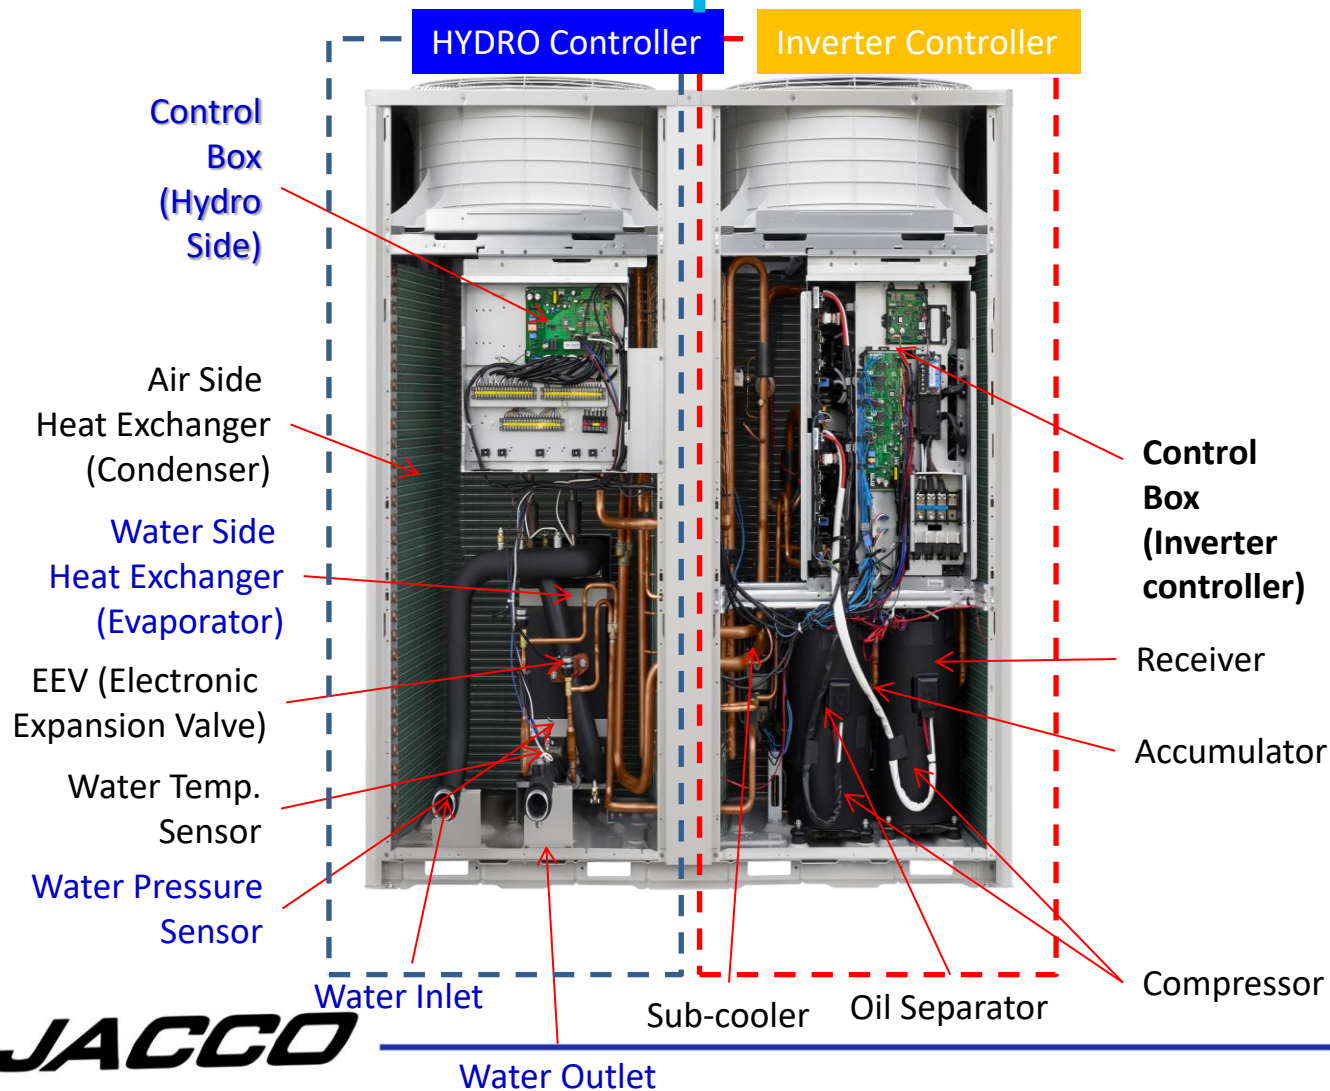 HYDRO Controller
Inverter Controller
Control
Box
(Hydro
Side)
Air Side
Heat Exchanger
(Condenser)
Water Side
Heat Exchanger
(Evaporator)
EEV (Electronic
Expansion Valve)
Water Temp.
Sensor
Water Pressure
Sensor
Water Inlet
Water Outlet
Sub-cooler
Oil Separator
Control
Box
(Inverter
controller)
Receiver
Accumulator
Compressor
JACCO